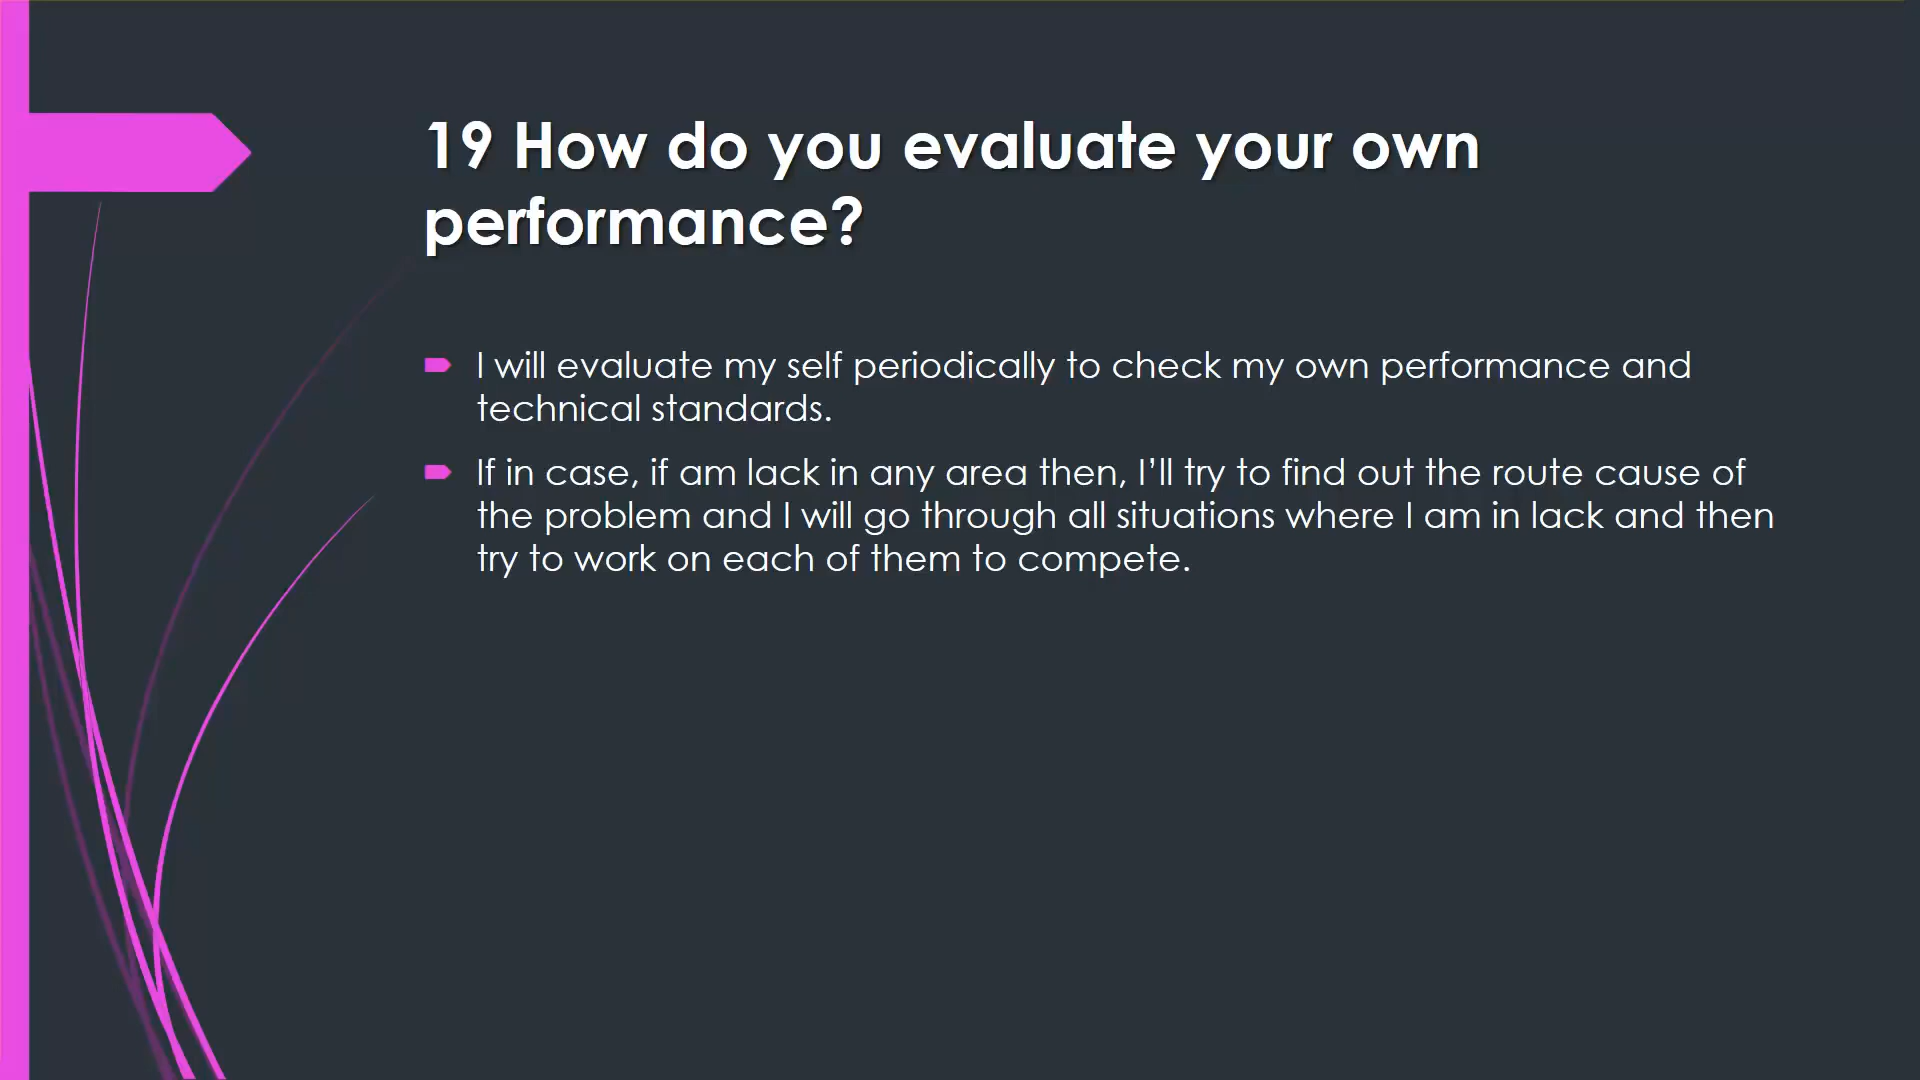 19 How do you evaluate your own
performance?
I will evaluate my self periodically to check my own performance and
technical standards.
If in case, if am lack in any area then, I’ll try to find out the route cause of
the problem and I will go through all situations where I am in lack and then
try to work on each of them to compete.